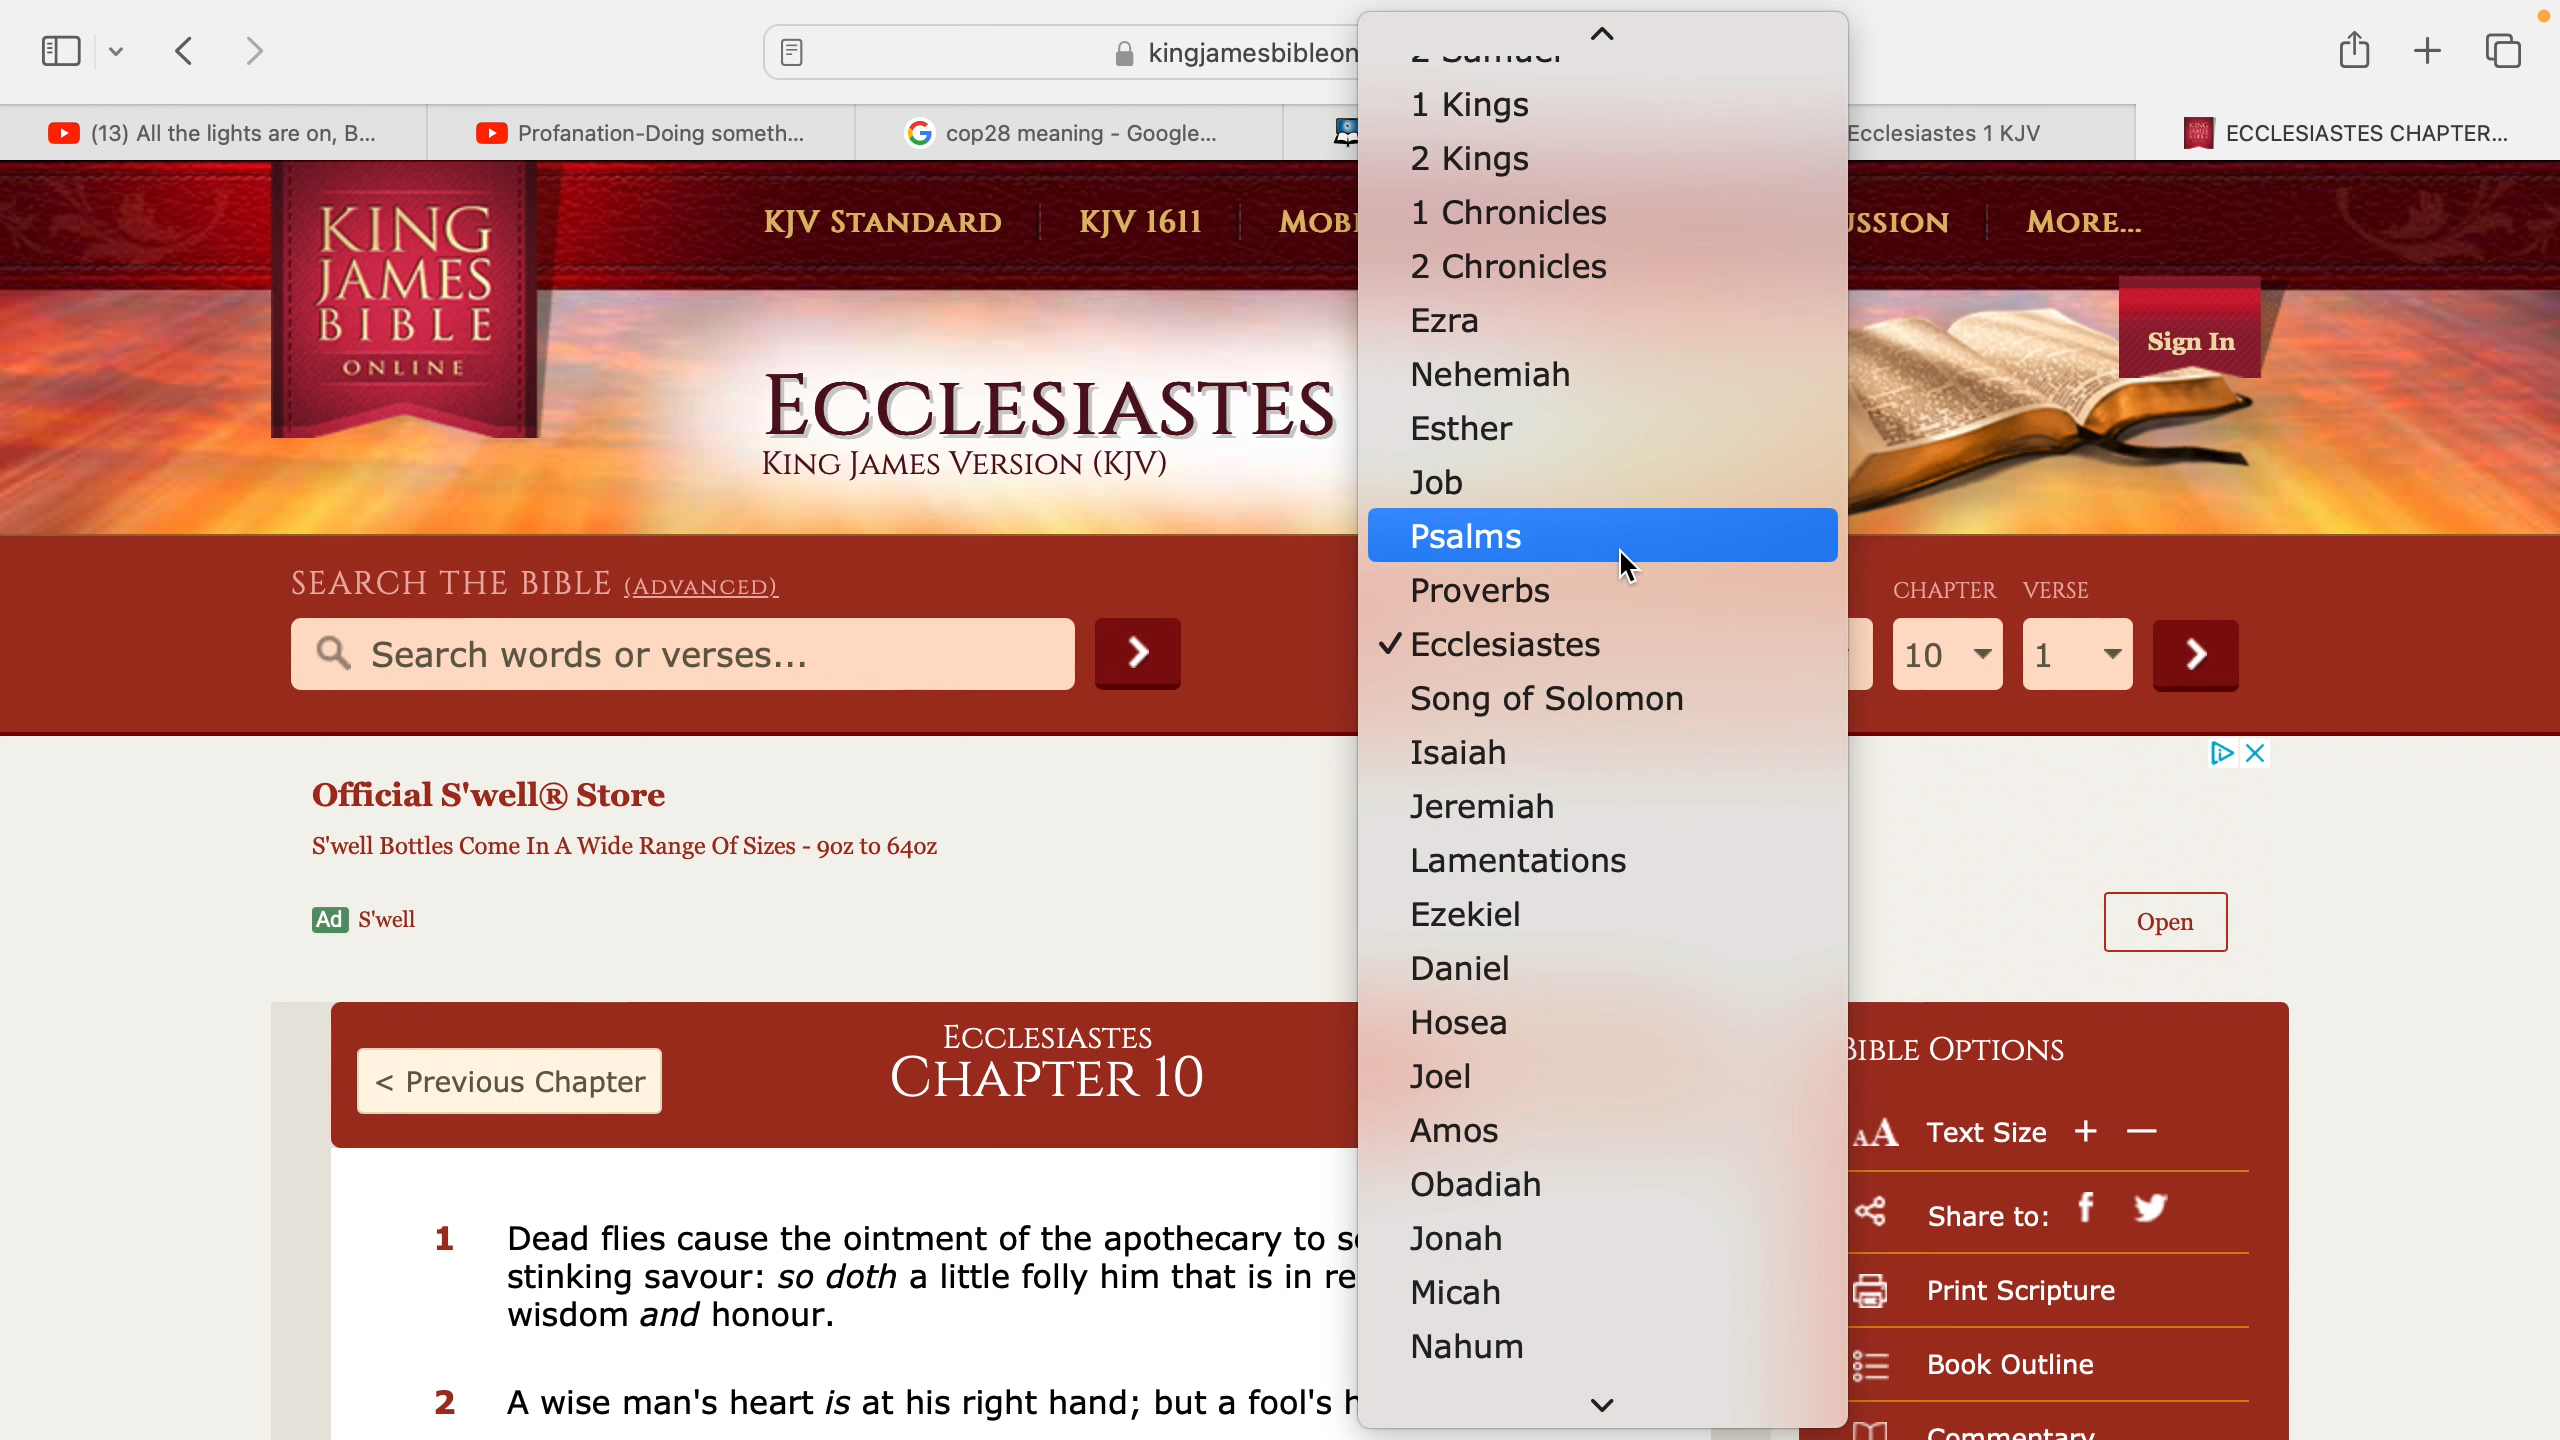 kingjamesbibleon
(13) All the lights are on, B...
Profanation-Doing someth...
cop28 meaning - Google...
Ecclesiastes 1 KJV
ECCLESIASTES CHAPTER...
KING
JAMES
BIBLE
ONLINE
KJV STANDARD
KJV 1611
MORE...
Sign In
ECCLESIASTES
KING JAMES VERSION (KJV)
SEARCH THE BIBLE (ADVANCED)
Search words or verses...
CHAPTER VERSE
10 1
1 Kings
2 Kings
1 Chronicles
2 Chronicles
Ezra
Nehemiah
Esther
Job
Psalms
Proverbs
✓ Ecclesiastes
Song of Solomon
Isaiah
Jeremiah
Lamentations
Ezekiel
Daniel
Hosea
Joel
Amos
Obadiah
Jonah
Micah
Nahum
Official S'well® Store
S'well Bottles Come In A Wide Range Of Sizes - 9oz to 64oz
Ad S'well
Open
< Previous Chapter
ECCLESIASTES
CHAPTER 10
1 Dead flies cause the ointment of the apothecary to
stinking savour: so doth a little folly him that is in
wisdom and honour.
2 A wise man's heart is at his right hand; but a fool's
BIBLE OPTIONS
AA Text Size + —
Share to:
Print Scripture
Book Outline
Commentary